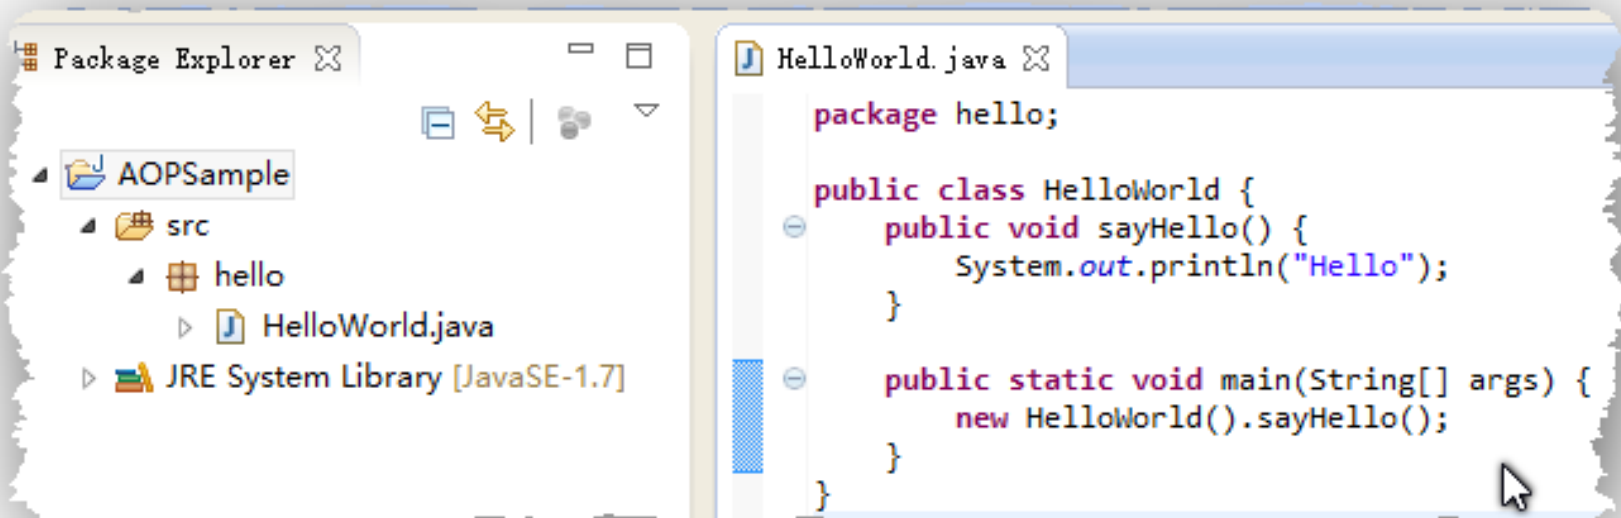 Package Explorer
AOPSample
src
hello
HelloWorld.java
JRE System Library [JavaSE-1.7]
HelloWorld.java
package hello;
public class HelloWorld {
public void sayHello() {
System.out.println("Hello");
}
public static void main(String[] args) {
new HelloWorld().sayHello();
}
}